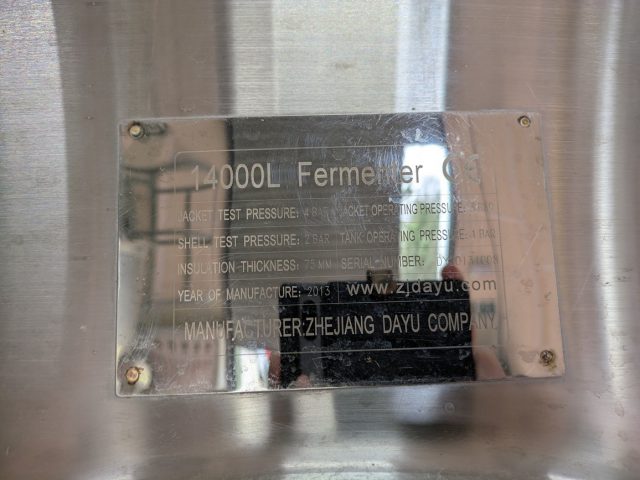 14000L Fermenter
JACKET TEST PRESSURE: 4 BAR JACKET OPERATING PRESSURE: BAR
SHELL TEST PRESSURE: 2 BAR TANK OPERATING PRESSURE: 1 BAR
INSULATION THICKNESS: 75 MM SERIAL NUMBER:
YEAR OF MANUFACTURE: 2013 www.zjdayu.com
MANUFACTURER:ZHEJIANG DAYU COMPANY